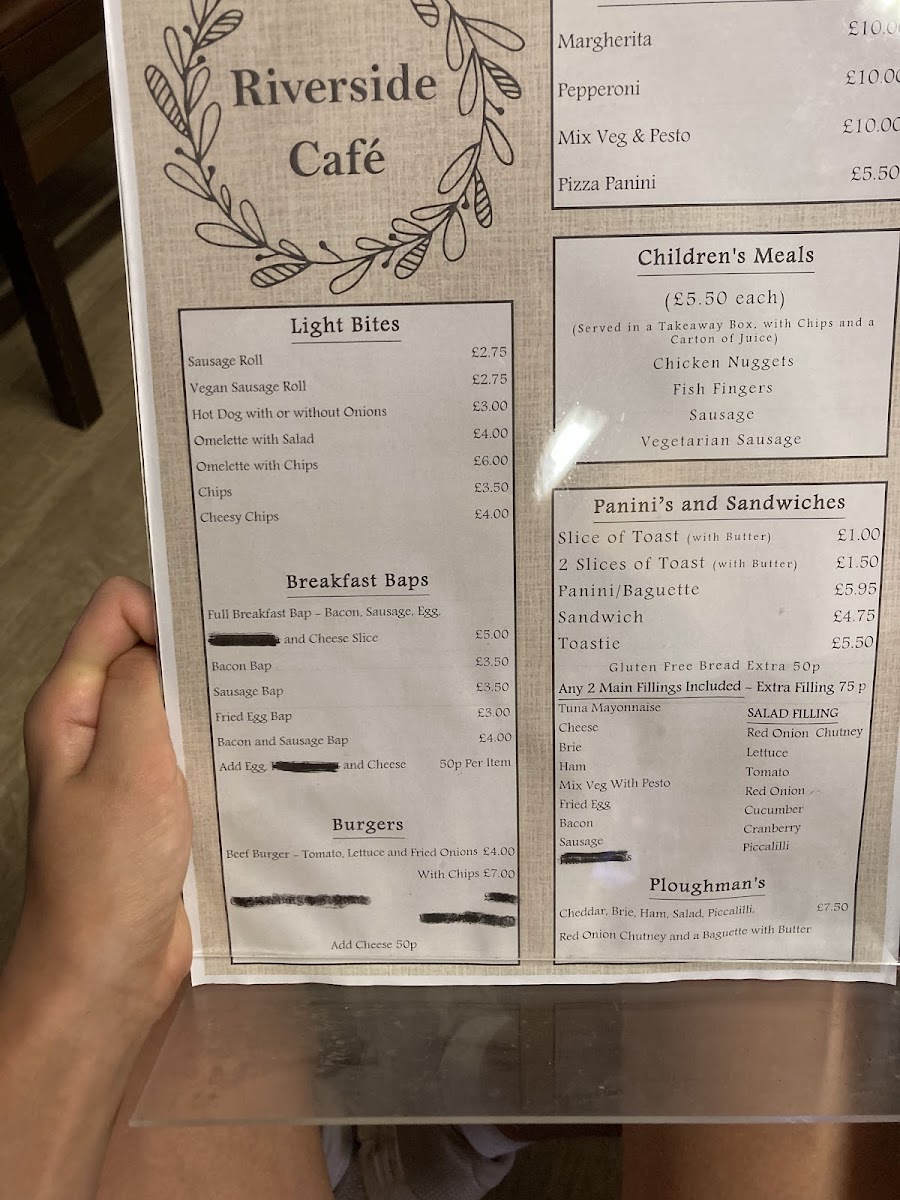 Riverside
Café
Light Bites
Sausage Roll £2.75
Vegan Sausage Roll £2.75
Hot Dog with or without Onions £3.00
Omelette with Salad £4.00
Omelette with Chips £6.00
Chips £3.50
Cheesy Chips £4.00
Breakfast Baps
Full Breakfast Bap – Bacon, Sausage, Egg,
and Cheese Slice £5.00
Bacon Bap £3.50
Sausage Bap £3.50
Fried Egg Bap £3.00
Bacon and Sausage Bap £4.00
Add Egg, and Cheese 50p Per Item
Burgers
Beef Burger – Tomato, Lettuce and Fried Onions £4.00
With Chips £7.00
Add Cheese 50p
Margherita £10.00
Pepperoni £10.00
Mix Veg & Pesto £10.00
Pizza Panini £5.50
Children's Meals
(£5.50 each)
(Served in a Takeaway Box, with Chips and a
Carton of Juice)
Chicken Nuggets
Fish Fingers
Sausage
Vegetarian Sausage
Panini's and Sandwiches
Slice of Toast (with Butter) £1.00
2 Slices of Toast (with Butter) £1.50
Panini/Baguette £5.95
Sandwich £4.75
Toastie £5.50
Gluten Free Bread Extra 50p
Any 2 Main Fillings Included – Extra Filling 75 p
Tuna Mayonnaise
Cheese
Brie
Ham
Mix Veg With Pesto
Fried Egg
Bacon
Sausage
SALAD FILLING
Red Onion Chutney
Lettuce
Tomato
Red Onion
Cucumber
Cranberry
Piccalilli
Ploughman's
Cheddar, Brie, Ham, Salad, Piccalilli, £7.50
Red Onion Chutney and a Baguette with Butter